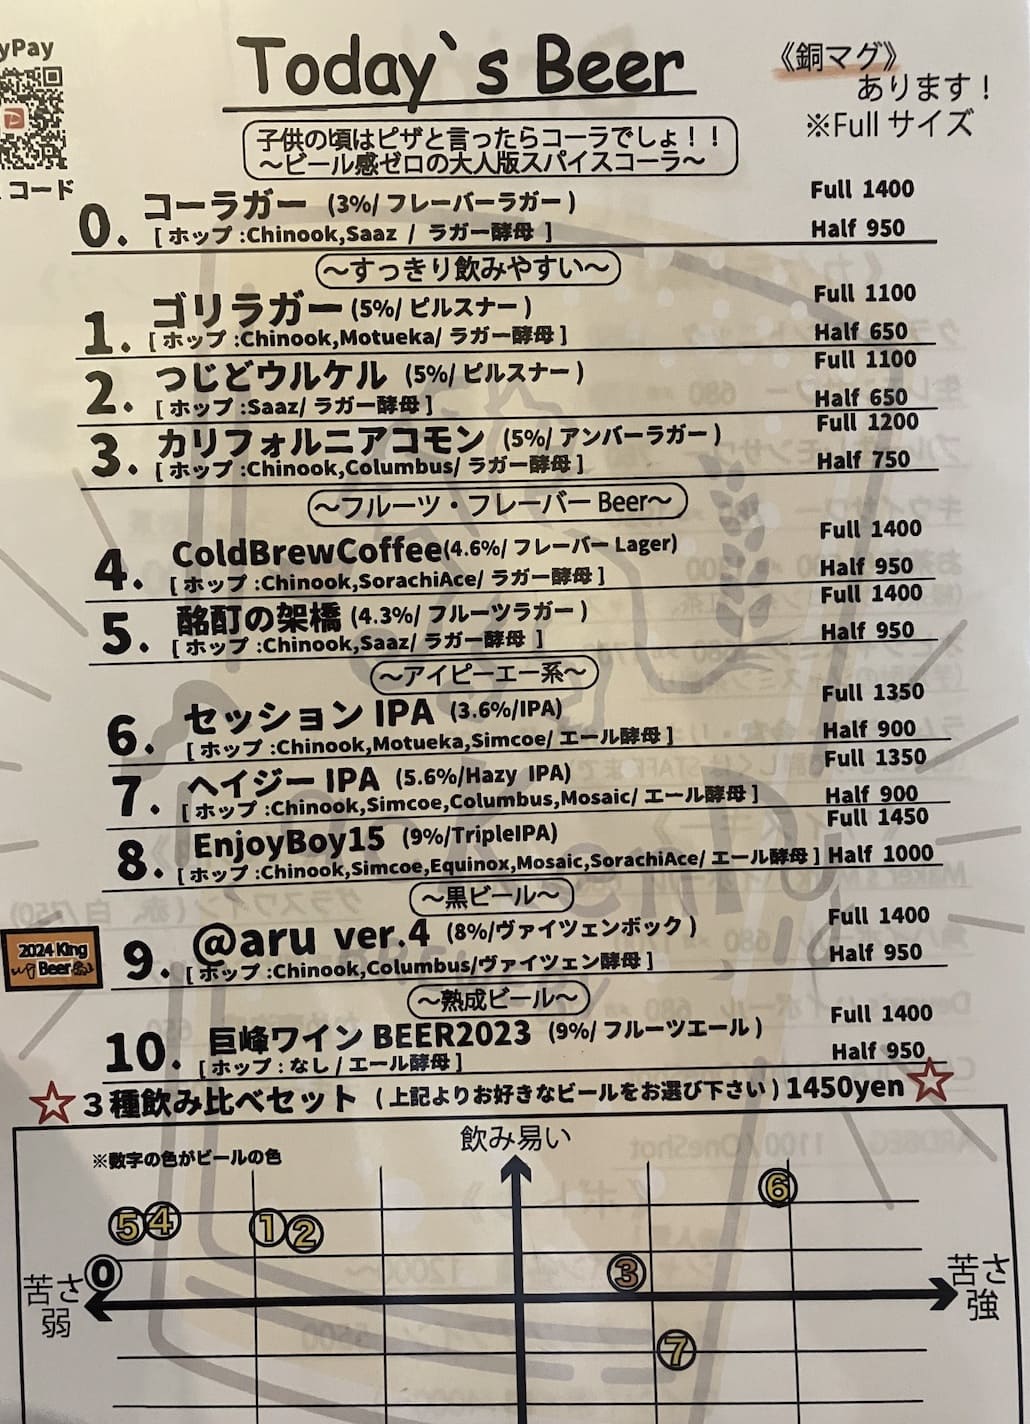 yPay
コード
Today`s Beer
《銅マグ》
あります！
※Full サイズ
子供の頃はピザと言ったらコーラでしょ！！
～ビール感ゼロの大人版スパイスコーラ～
0. コーラガー (3%/ フレーバーラガー ) Full 1400
[ ホップ :Chinook,Saaz / ラガー酵母 ] Half 950
～すっきり飲みやすい～
1. ゴリラガー (5%/ ピルスナー ) Full 1100
[ ホップ :Chinook,Motueka/ ラガー酵母 ] Half 650
2. つじどウルケル (5%/ ピルスナー ) Full 1100
[ ホップ :Saaz/ ラガー酵母 ] Half 650
3. カリフォルニアコモン (5%/ アンバーラガー ) Full 1200
[ ホップ :Chinook,Columbus/ ラガー酵母 ] Half 750
～フルーツ・フレーバー Beer～
4. ColdBrewCoffee(4.6%/ フレーバー Lager) Full 1400
[ ホップ :Chinook,SorachiAce/ ラガー酵母 ] Half 950
5. 酩酊の架橋 (4.3%/ フルーツラガー ) Full 1400
[ ホップ :Chinook,Saaz/ ラガー酵母 ] Half 950
～アイピーエー系～
6. セッション IPA (3.6%/IPA) Full 1350
[ ホップ :Chinook,Motueka,Simcoe/ エール酵母 ] Half 900
7. ヘイジー IPA (5.6%/Hazy IPA) Full 1350
[ ホップ :Chinook,Simcoe,Columbus,Mosaic/ エール酵母 ] Half 900
8. EnjoyBoy15 (9%/TripleIPA) Full 1450
[ ホップ :Chinook,Simcoe,Equinox,Mosaic,SorachiAce/ エール酵母 ] Half 1000
～黒ビール～
2024 King
Beer
9. @aru ver.4 (8%/ヴァイツェンボック ) Full 1400
[ ホップ :Chinook,Columbus/ヴァイツェン酵母 ] Half 950
～熟成ビール～
10. 巨峰ワイン BEER2023 (9%/ フルーツエール ) Full 1400
[ ホップ : なし / エール酵母 ] Half 950
☆３種飲み比べセット ( 上記よりお好きなビールをお選び下さい ) 1450yen☆
飲み易い
※数字の色がビールの色
⑥
⑤④ ①②
⓪ ③
苦さ弱
苦さ強
⑦